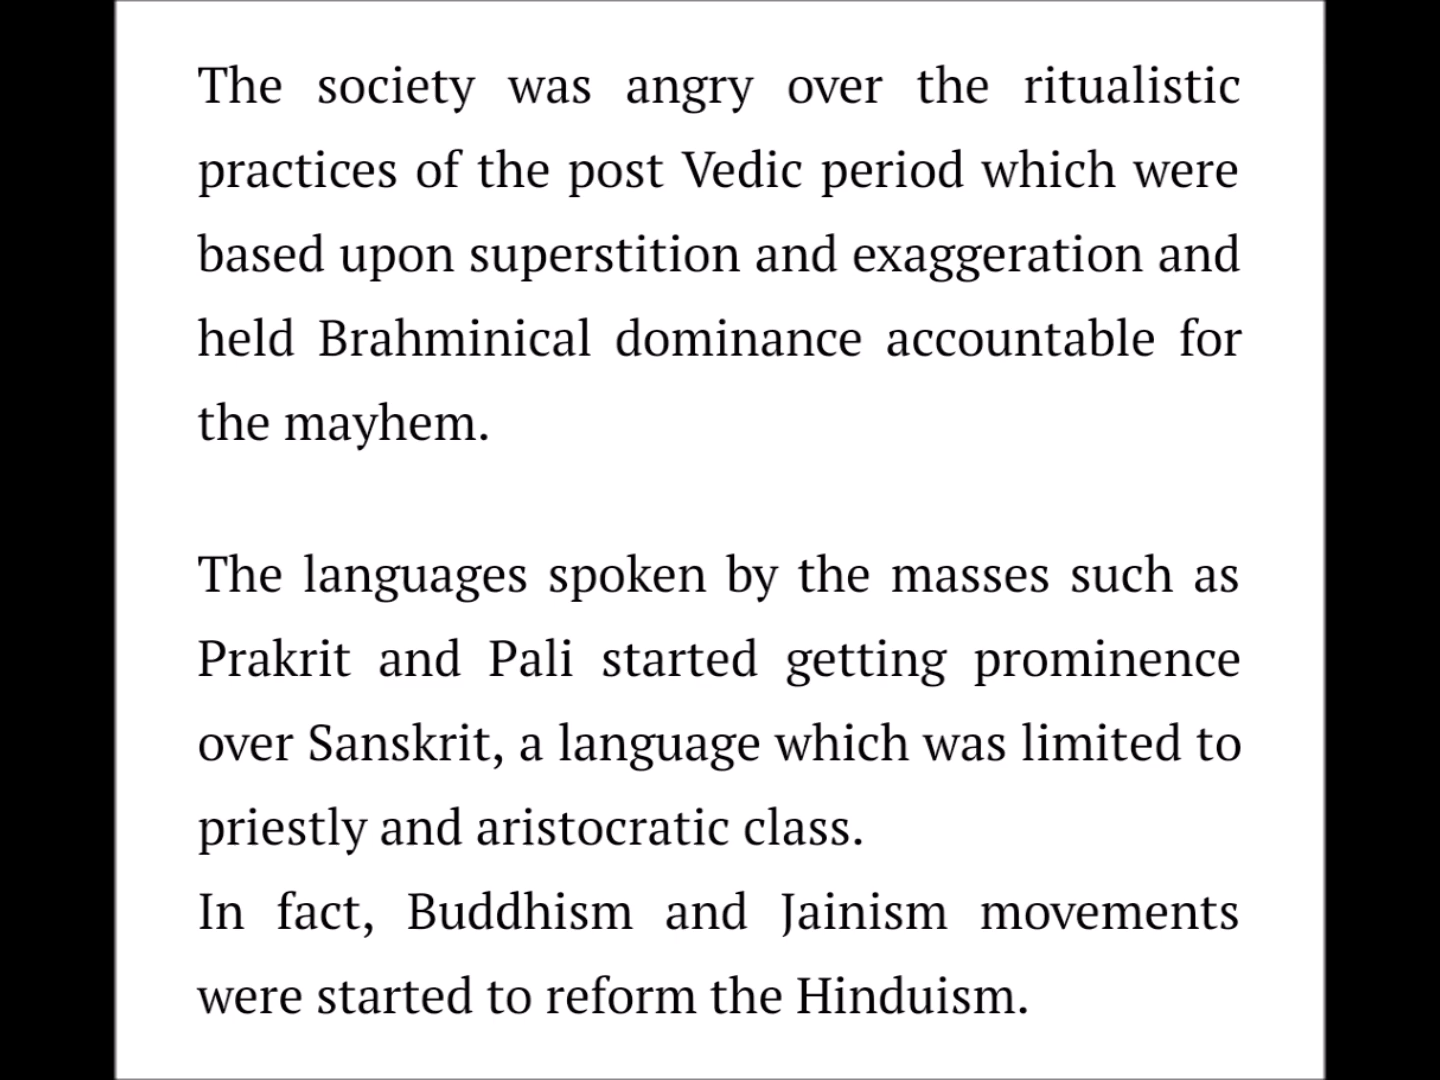 The society was angry over the ritualistic
practices of the post Vedic period which were
based upon superstition and exaggeration and
held Brahminical dominance accountable for
the mayhem.
The languages spoken by the masses such as
Prakrit and Pali started getting prominence
over Sanskrit, a language which was limited to
priestly and aristocratic class.
In fact, Buddhism and Jainism movements
were started to reform the Hinduism.